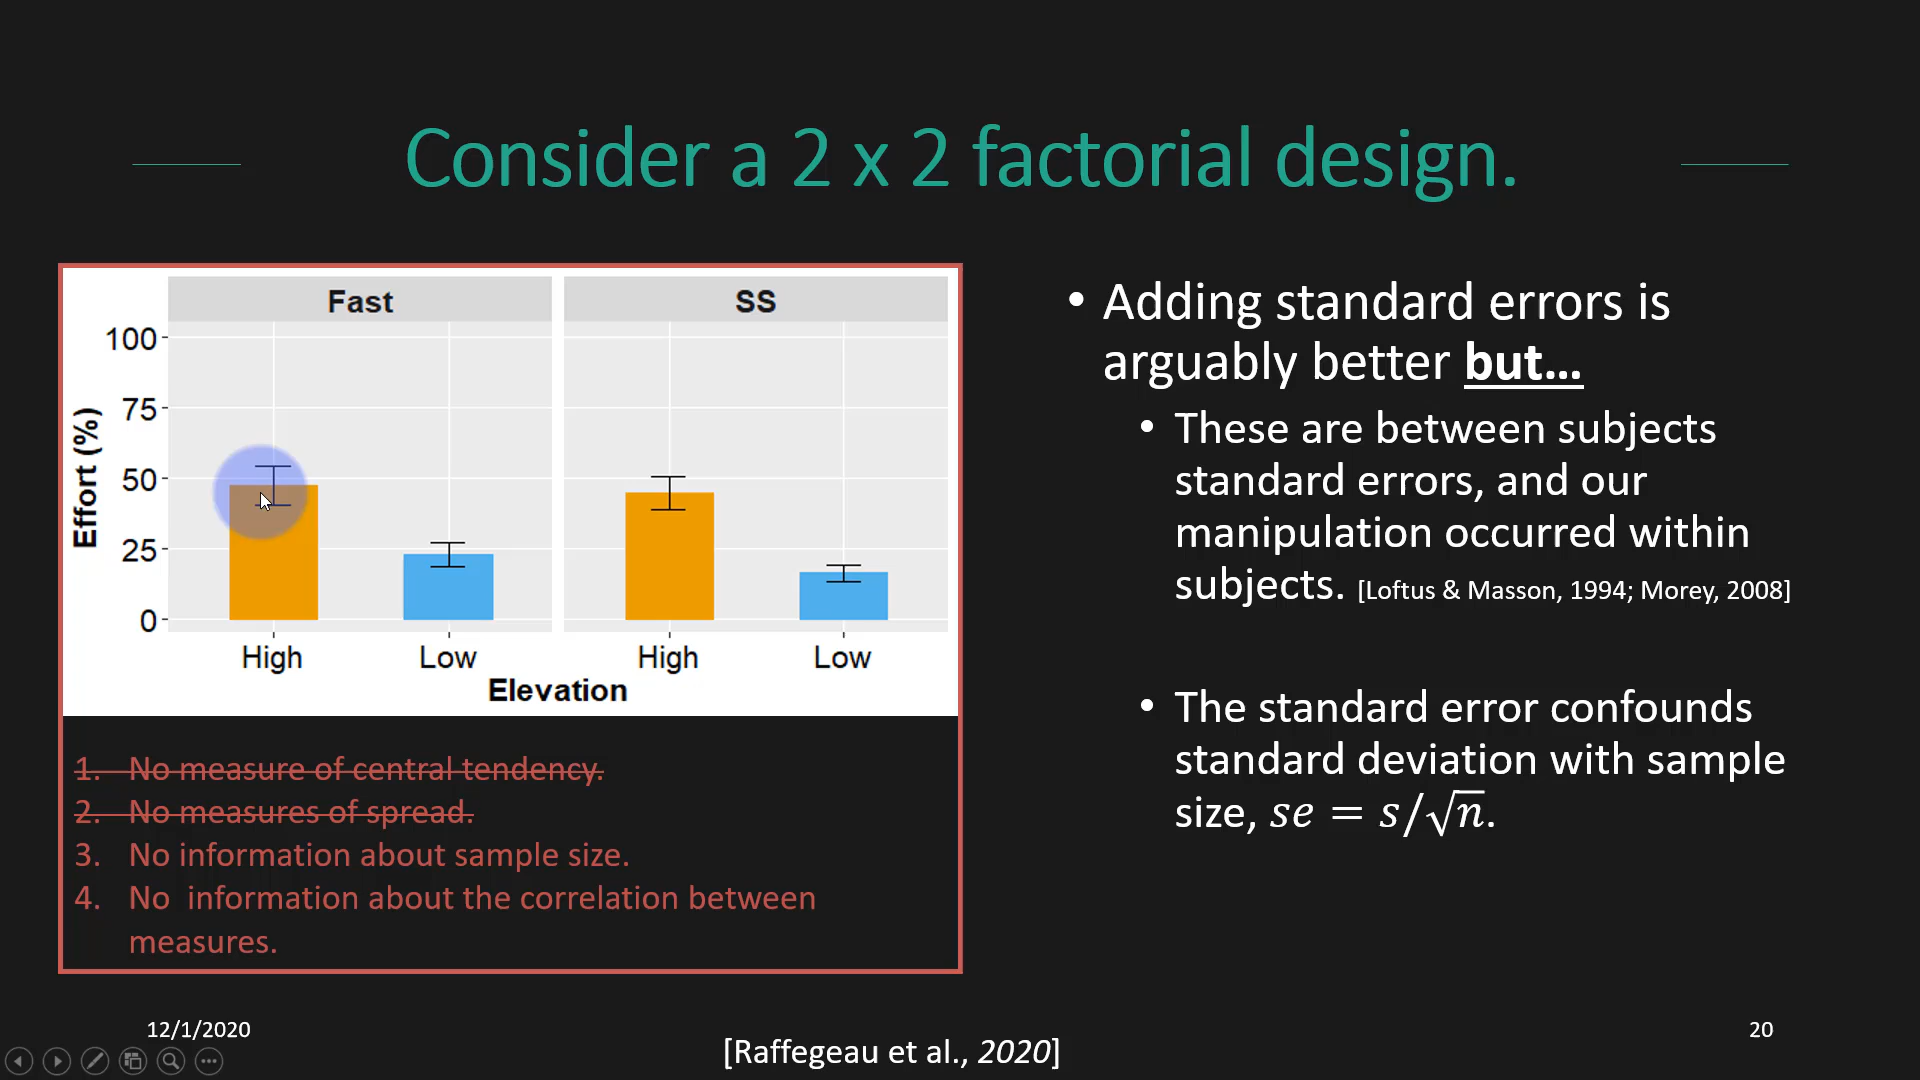 Consider a 2 x 2 factorial design.
Fast
SS
100
75
50
25
0
Effort (%)
High
Low
High
Low
Elevation
1. No measure of central tendency.
2. No measures of spread.
3. No information about sample size.
4. No information about the correlation between
measures.
• Adding standard errors is
arguably better but...
• These are between subjects
standard errors, and our
manipulation occurred within
subjects. [Loftus & Masson, 1994; Morey, 2008]
• The standard error confounds
standard deviation with sample
size, se = s/√n.
12/1/2020
[Raffegeau et al., 2020]
20